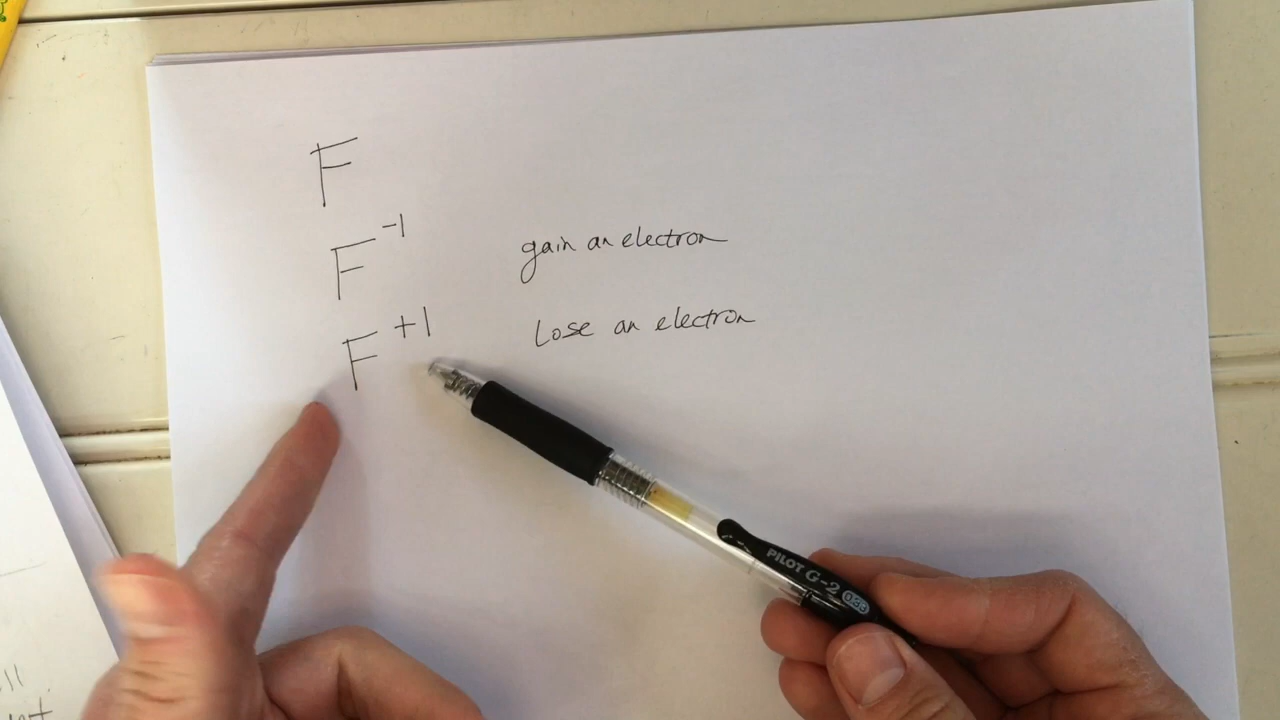 F
F -1 gain an electron
F +1 Lose an electron
PILOT G-2